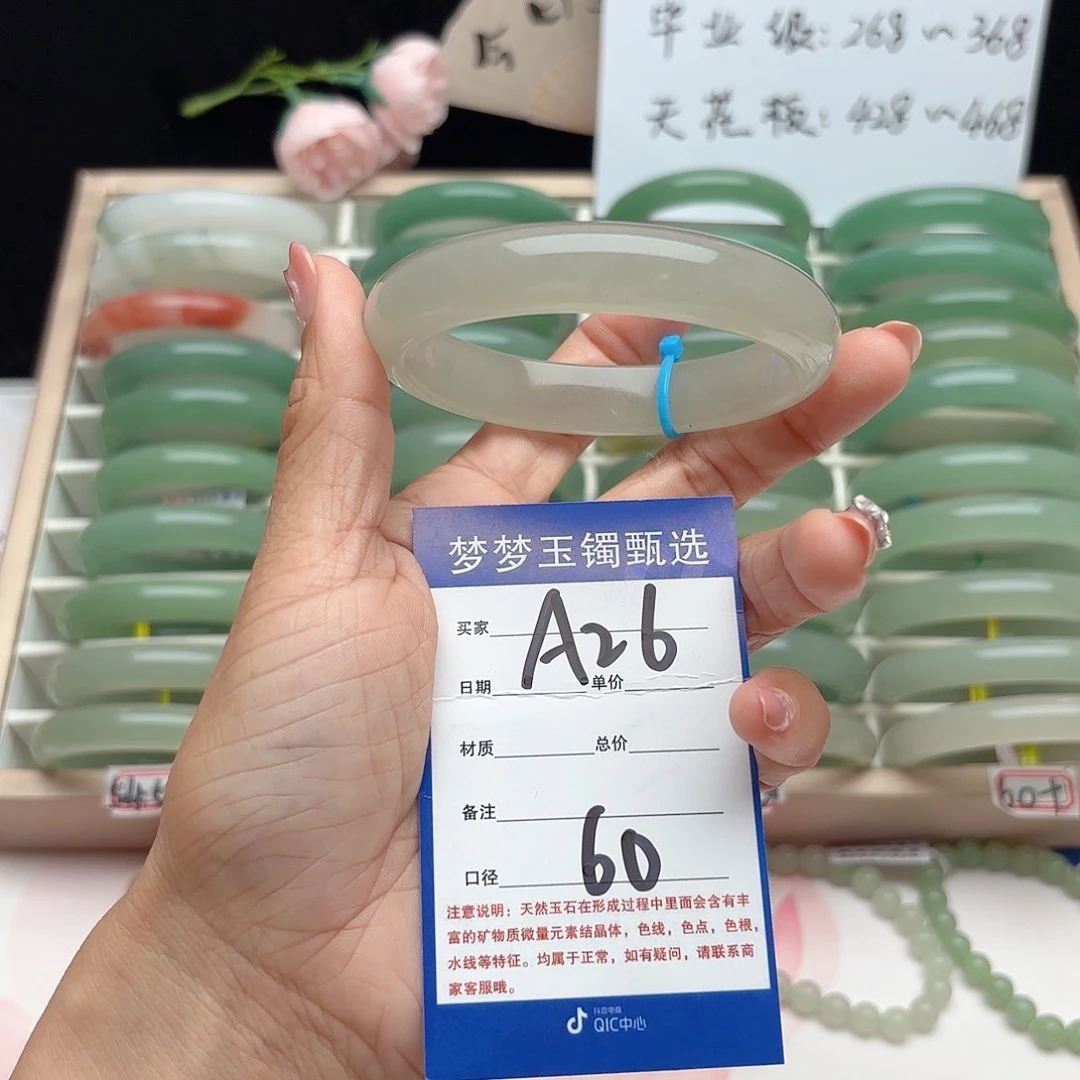 毕业级:268~368
天花板:428~468
梦梦玉镯甄选
买家 A26
日期 单价
材质 总价
备注
口径 60
注意说明：天然玉石在形成过程中里面会含有丰
富的矿物质微量元素结晶体，色线，色点，色根，
水线等特征。均属于正常，如有疑问，请联系商
家客服哦。
抖音电商
QIC中心